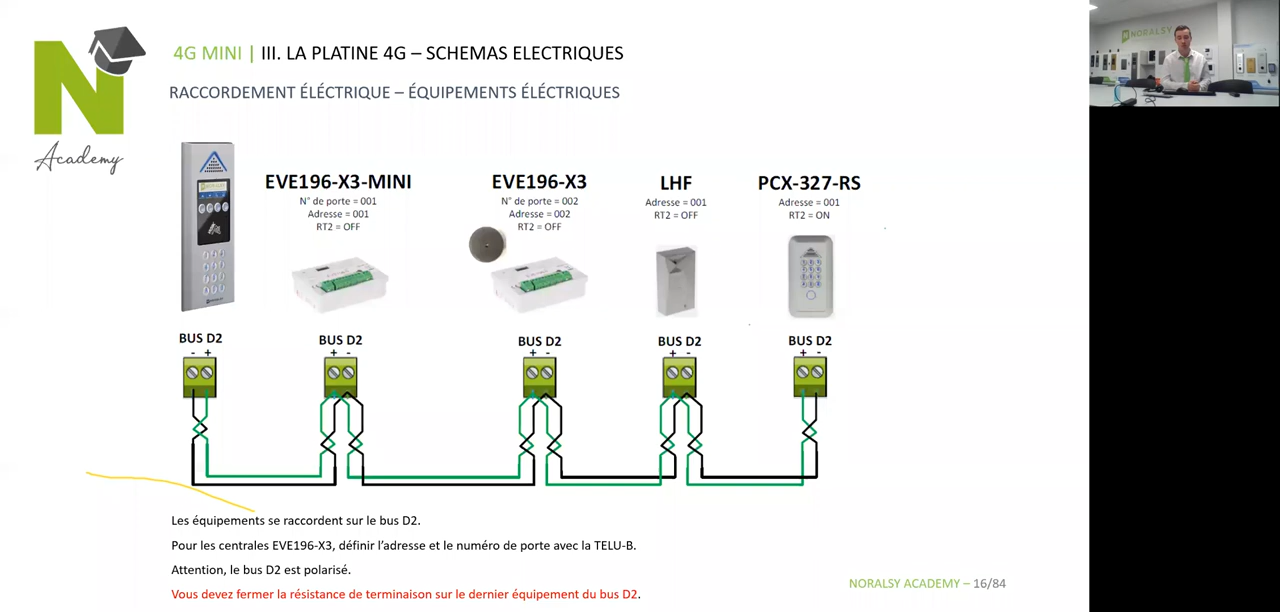 4G MINI | III. LA PLATINE 4G – SCHEMAS ELECTRIQUES
RACCORDEMENT ÉLÉCTRIQUE – ÉQUIPEMENTS ÉLÉCTRIQUES
N
Academy
NORALSY
EVE196-X3-MINI
N° de porte = 001
Adresse = 001
RT2 = OFF
EVE196-X3
N° de porte = 002
Adresse = 002
RT2 = OFF
LHF
Adresse = 001
RT2 = OFF
PCX-327-RS
Adresse = 001
RT2 = ON
BUS D2
- +
BUS D2
+ -
BUS D2
+ -
BUS D2
+ -
BUS D2
+ -
Les équipements se raccordent sur le bus D2.
Pour les centrales EVE196-X3, définir l’adresse et le numéro de porte avec la TELU-B.
Attention, le bus D2 est polarisé.
Vous devez fermer la résistance de terminaison sur le dernier équipement du bus D2.
NORALSY ACADEMY – 16/84